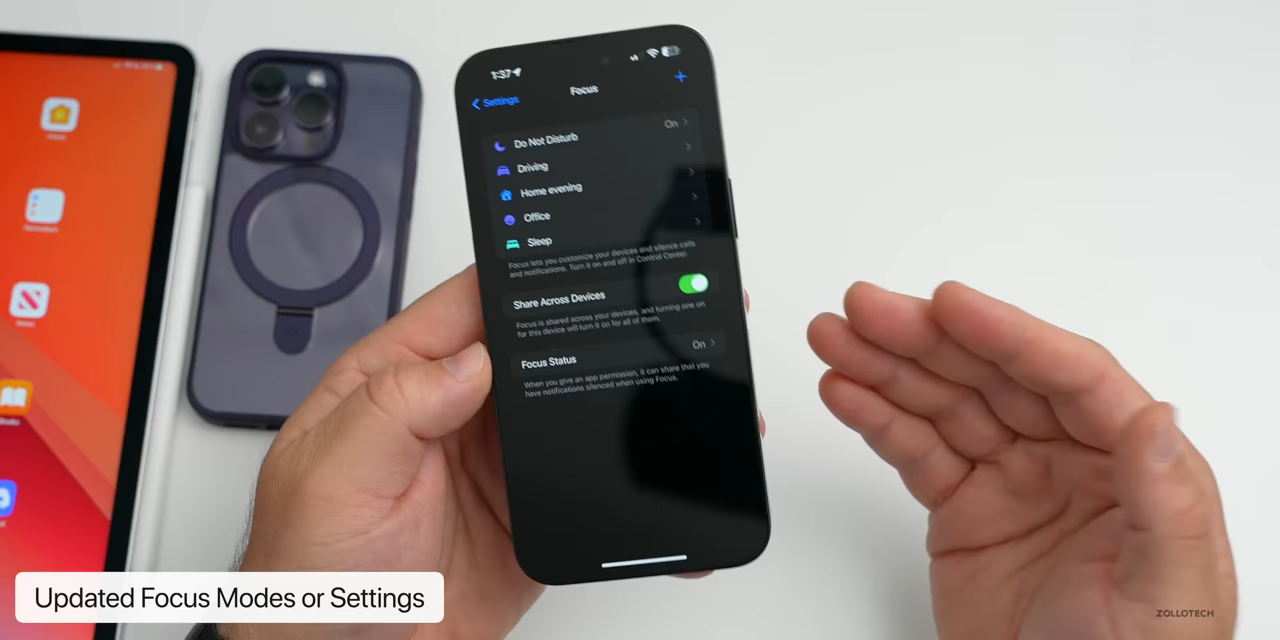 1:37
Settings
Focus
+
Do Not Disturb
On
Driving
Home evening
Office
Sleep
Focus lets you customize your devices and silence calls
and notifications. Turn it on and off in Control Center.
Share Across Devices
Focus is shared across your devices, and turning one on
for this device will turn it on for all of them.
Focus Status
On
When you give an app permission, it can share that you
have notifications silenced when using Focus.
Updated Focus Modes or Settings
ZOLLOTECH